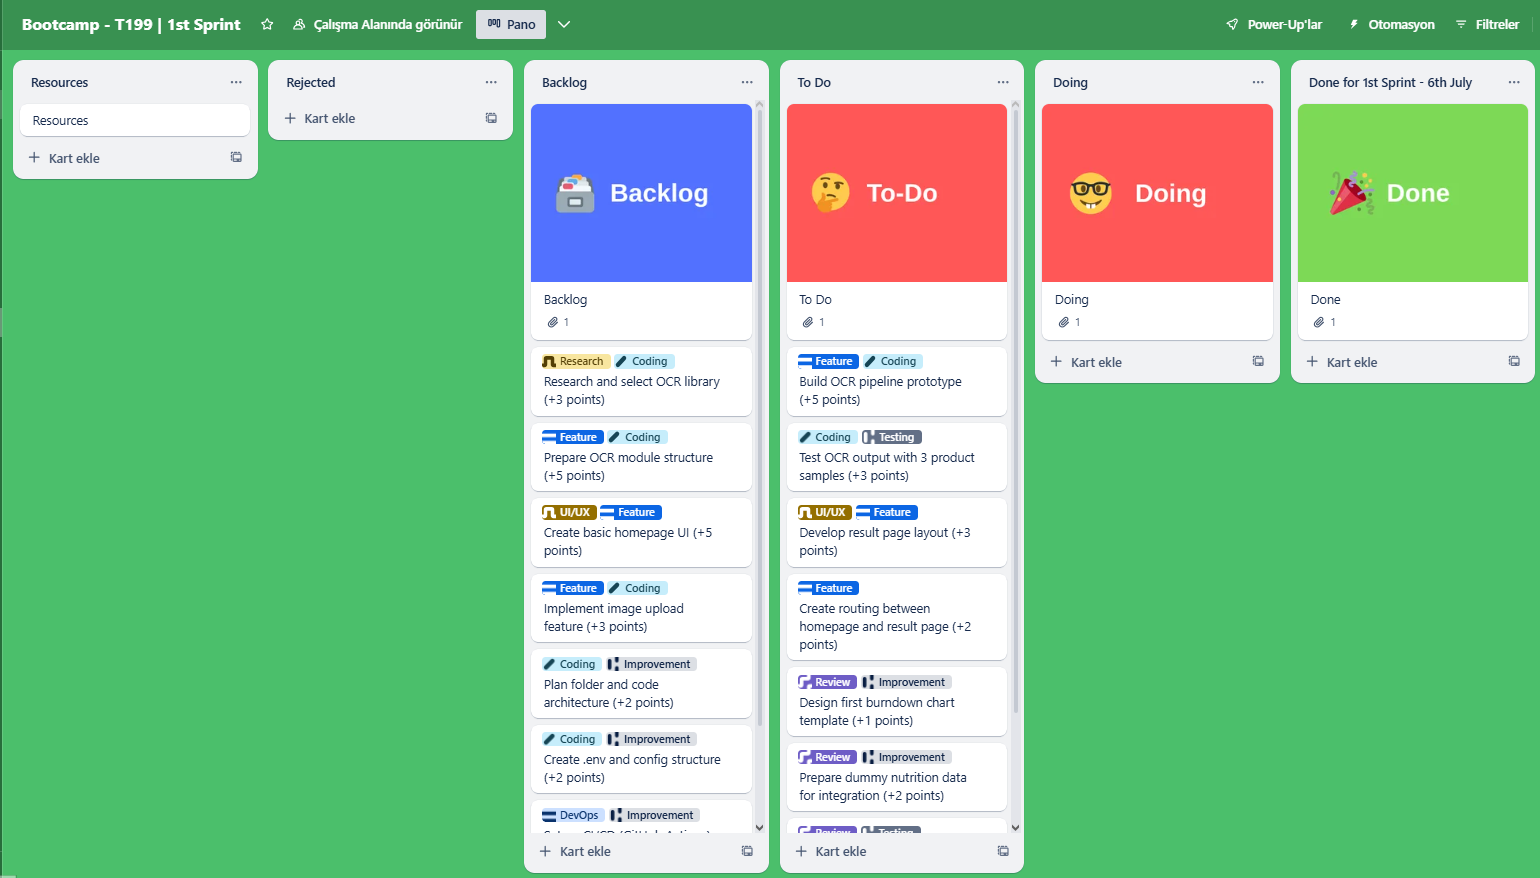 Bootcamp - T199 | 1st Sprint
Çalışma Alanında görünür
Pano
Power-Up'lar
Otomasyon
Filtreler
Resources
Resources
Kart ekle
Rejected
Kart ekle
Backlog
Backlog
Backlog
1
Research Coding
Research and select OCR library
(+3 points)
Feature Coding
Prepare OCR module structure
(+5 points)
UI/UX Feature
Create basic homepage UI (+5
points)
Feature Coding
Implement image upload
feature (+3 points)
Coding Improvement
Plan folder and code
architecture (+2 points)
Coding Improvement
Create .env and config structure
(+2 points)
DevOps Improvement
Kart ekle
To Do
To-Do
To Do
1
Feature Coding
Build OCR pipeline prototype
(+5 points)
Coding Testing
Test OCR output with 3 product
samples (+3 points)
UI/UX Feature
Develop result page layout (+3
points)
Feature
Create routing between
homepage and result page (+2
points)
Review Improvement
Design first burndown chart
template (+1 points)
Review Improvement
Prepare dummy nutrition data
for integration (+2 points)
Review Testing
Kart ekle
Doing
Doing
Doing
1
Kart ekle
Done for 1st Sprint - 6th July
Done
Done
1
Kart ekle